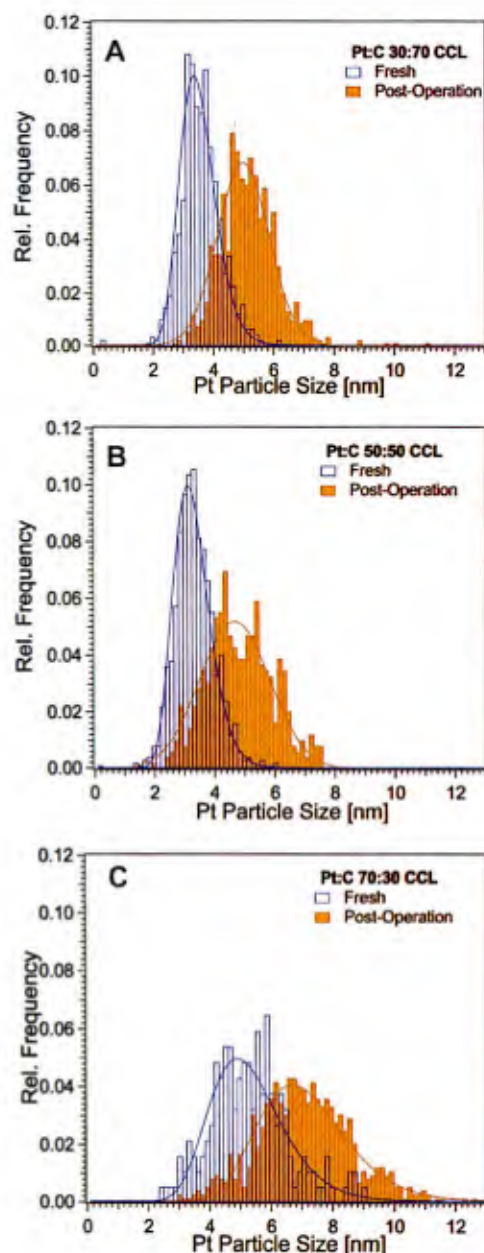 0.12
A
Pt:C 30:70 CCL
Fresh
Post-Operation
0.10
0.08
0.06
0.04
0.02
0.00
Rel. Frequency
0 2 4 6 8 10 12
Pt Particle Size [nm]
0.12
B
Pt:C 50:50 CCL
Fresh
Post-Operation
0.10
0.08
0.06
0.04
0.02
0.00
Rel. Frequency
0 2 4 6 8 10 12
Pt Particle Size [nm]
0.12
C
Pt:C 70:30 CCL
Fresh
Post-Operation
0.10
0.08
0.06
0.04
0.02
0.00
Rel. Frequency
0 2 4 6 8 10 12
Pt Particle Size [nm]